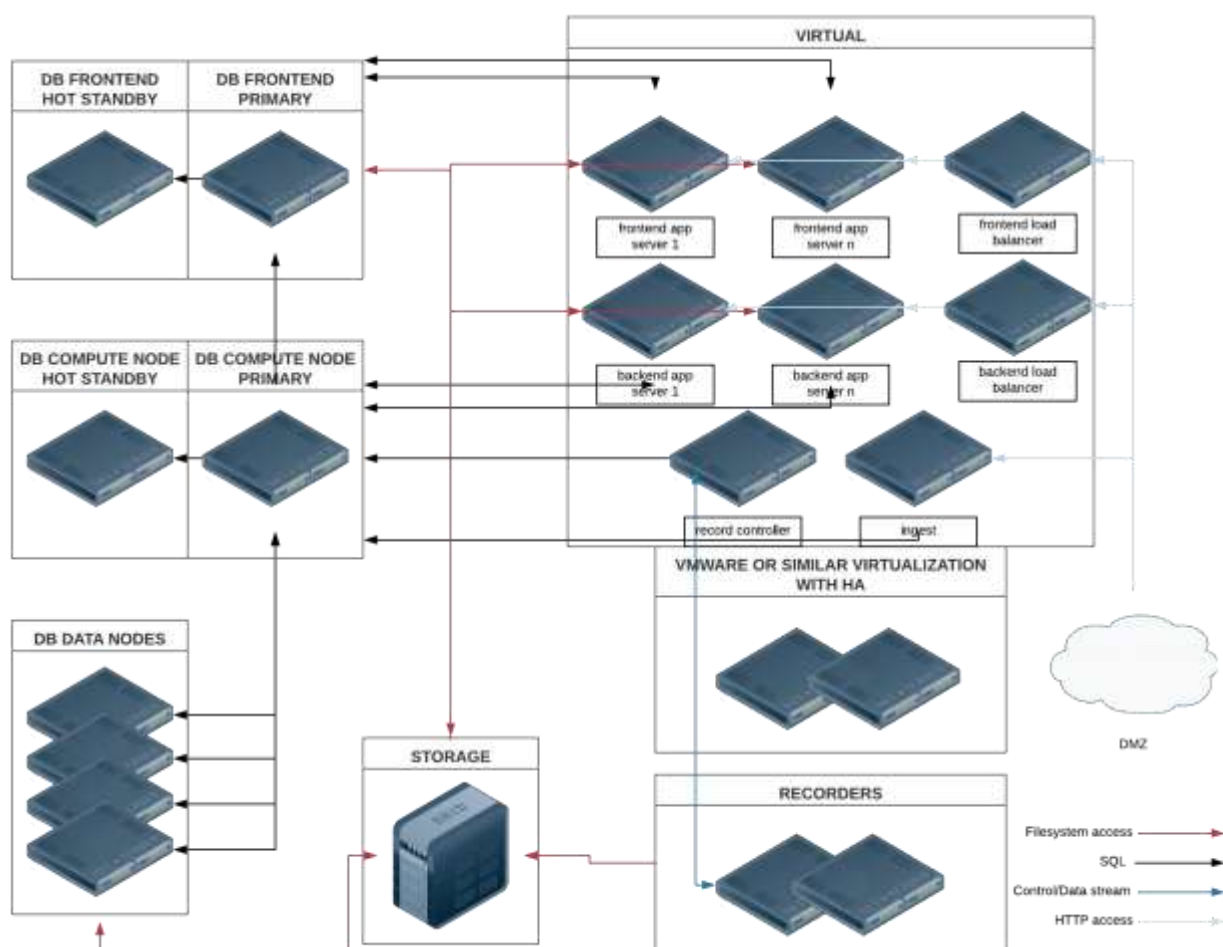 VIRTUAL
DB FRONTEND
HOT STANDBY
DB FRONTEND
PRIMARY
frontend app
server 1
frontend app
server n
frontend load
balancer
DB COMPUTE NODE
HOT STANDBY
DB COMPUTE NODE
PRIMARY
backend app
server 1
backend app
server n
backend load
balancer
record controller
ingest
VMWARE OR SIMILAR VIRTUALIZATION
WITH HA
DB DATA NODES
DMZ
STORAGE
RECORDERS
Filesystem access
SQL
Control/Data stream
HTTP access